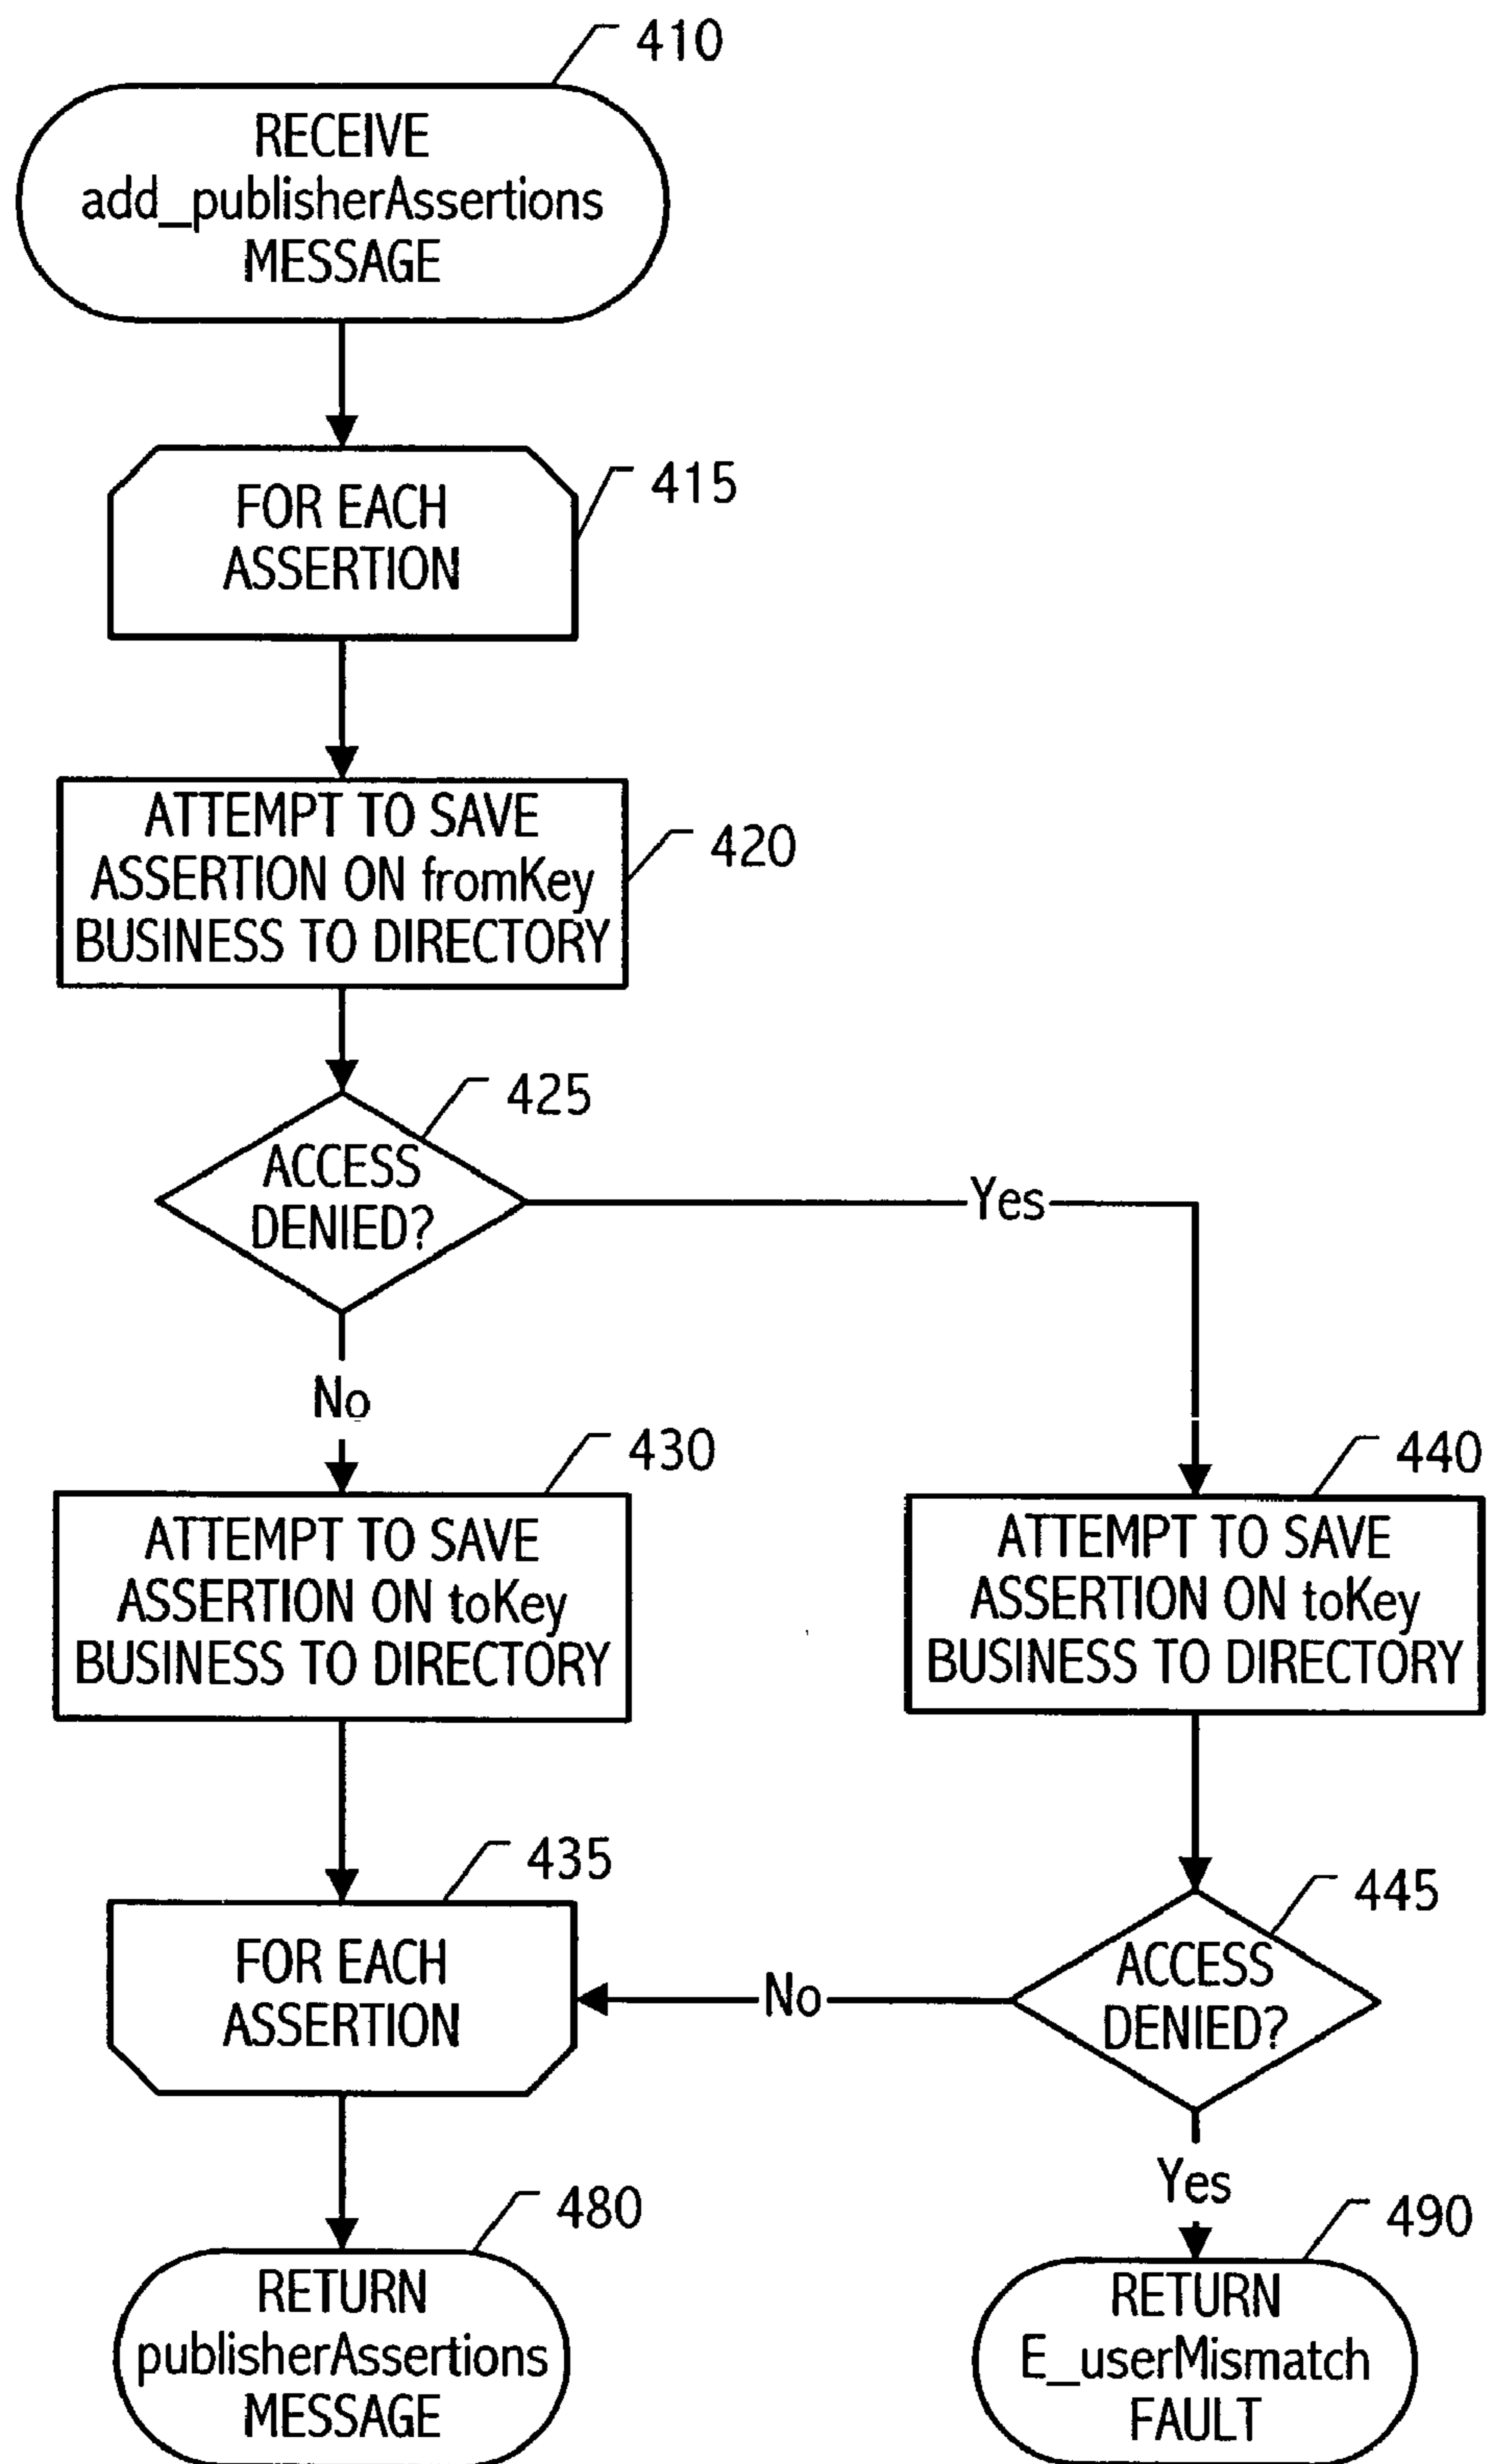 410
RECEIVE
add_publisherAssertions
MESSAGE
415
FOR EACH
ASSERTION
420
ATTEMPT TO SAVE
ASSERTION ON fromKey
BUSINESS TO DIRECTORY
425
ACCESS
DENIED?
Yes
No
430
ATTEMPT TO SAVE
ASSERTION ON toKey
BUSINESS TO DIRECTORY
440
ATTEMPT TO SAVE
ASSERTION ON toKey
BUSINESS TO DIRECTORY
435
FOR EACH
ASSERTION
445
ACCESS
DENIED?
No
Yes
480
RETURN
publisherAssertions
MESSAGE
490
RETURN
E_userMismatch
FAULT